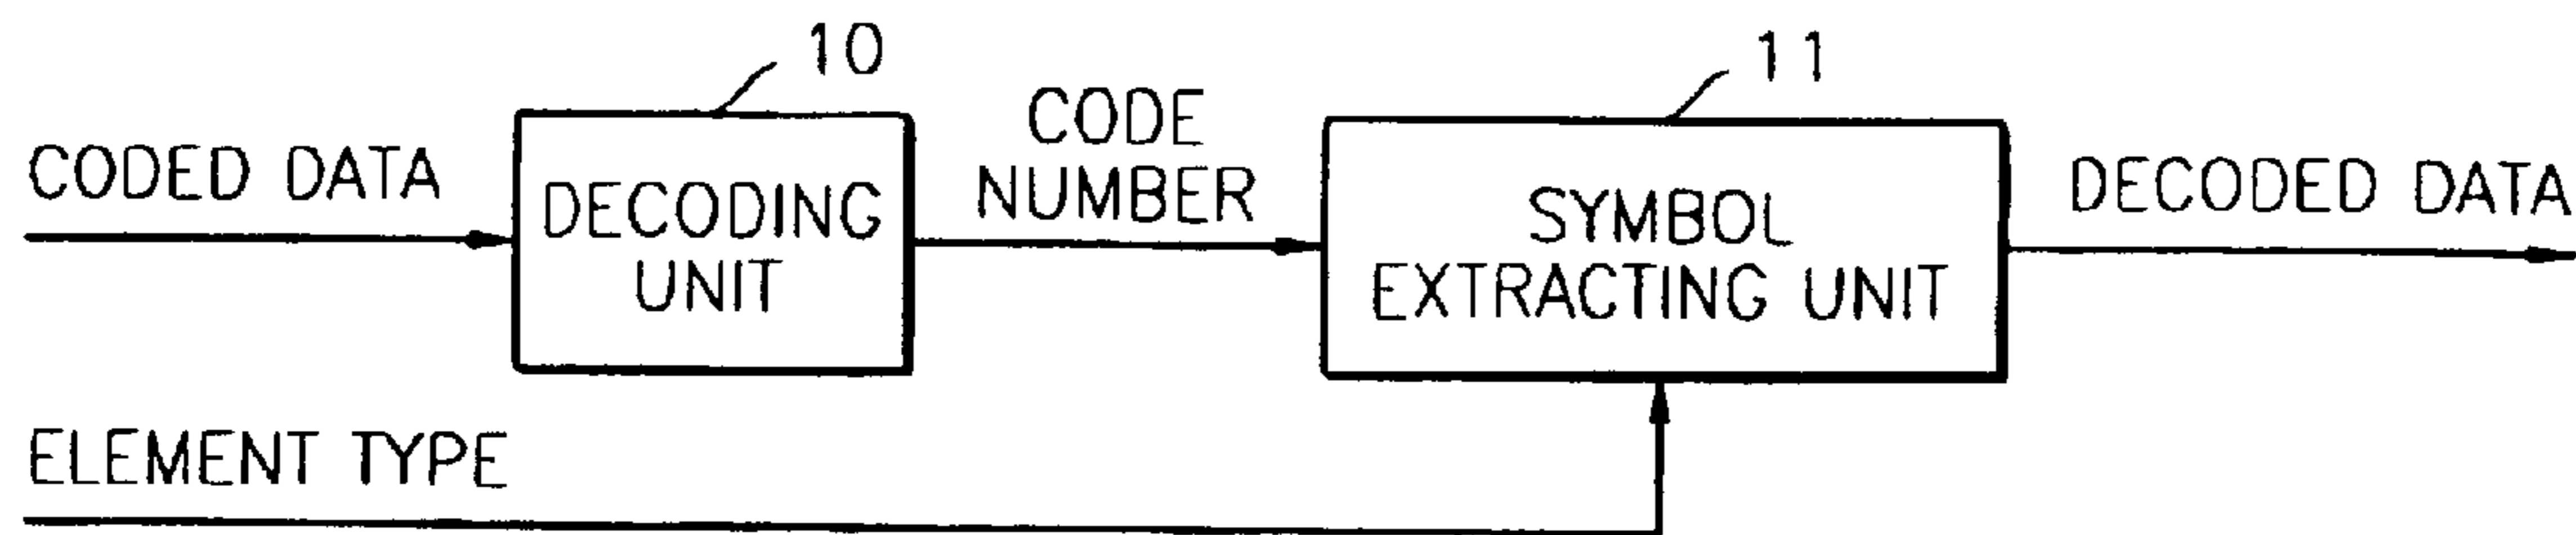 10
11
CODE
NUMBER
CODED DATA
DECODING
UNIT
SYMBOL
EXTRACTING UNIT
DECODED DATA
ELEMENT TYPE